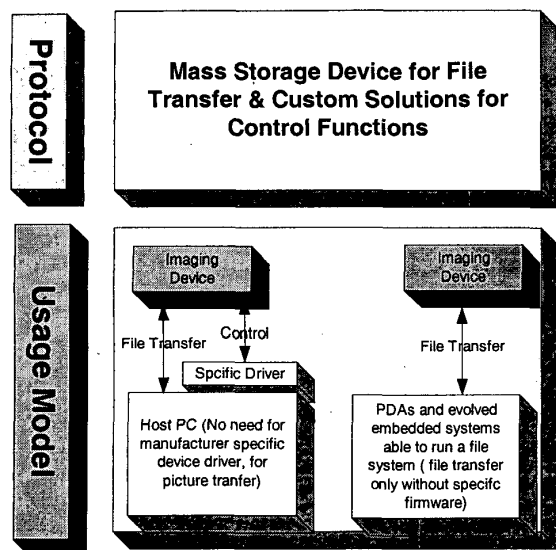 Protocol
Mass Storage Device for File
Transfer & Custom Solutions for
Control Functions
Usage Model
Imaging
Device
Imaging
Device
File Transfer
Control
File Transfer
Spcific Driver
Host PC (No need for
manufacturer specific
device driver, for
picture tranfer)
PDAs and evolved
embedded systems
able to run a file
system ( file transfer
only without specifc
firmware)